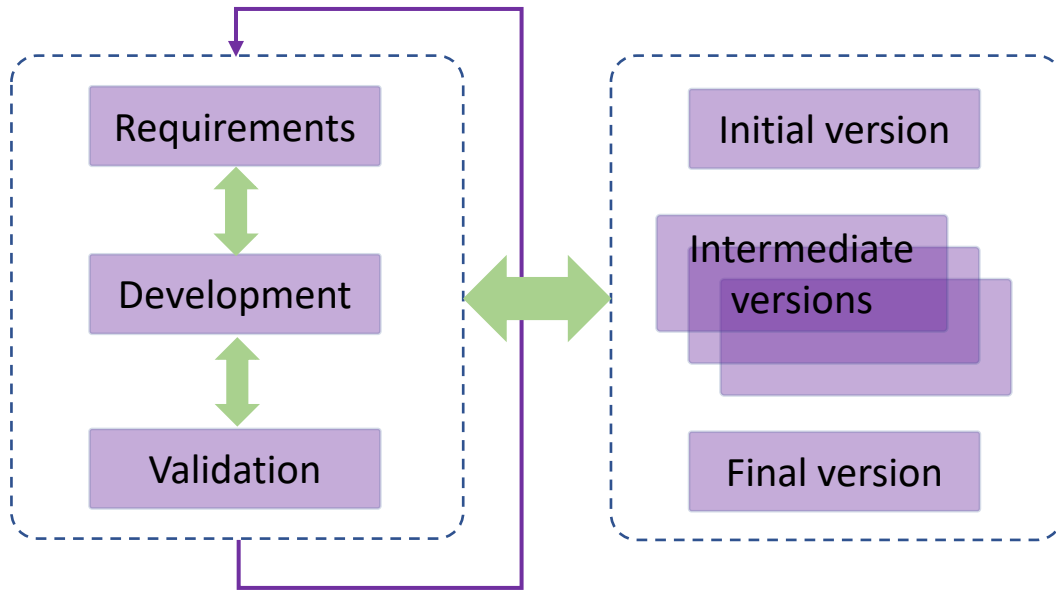 Requirements
Development
Validation
Initial version
Intermediate
versions
Final version